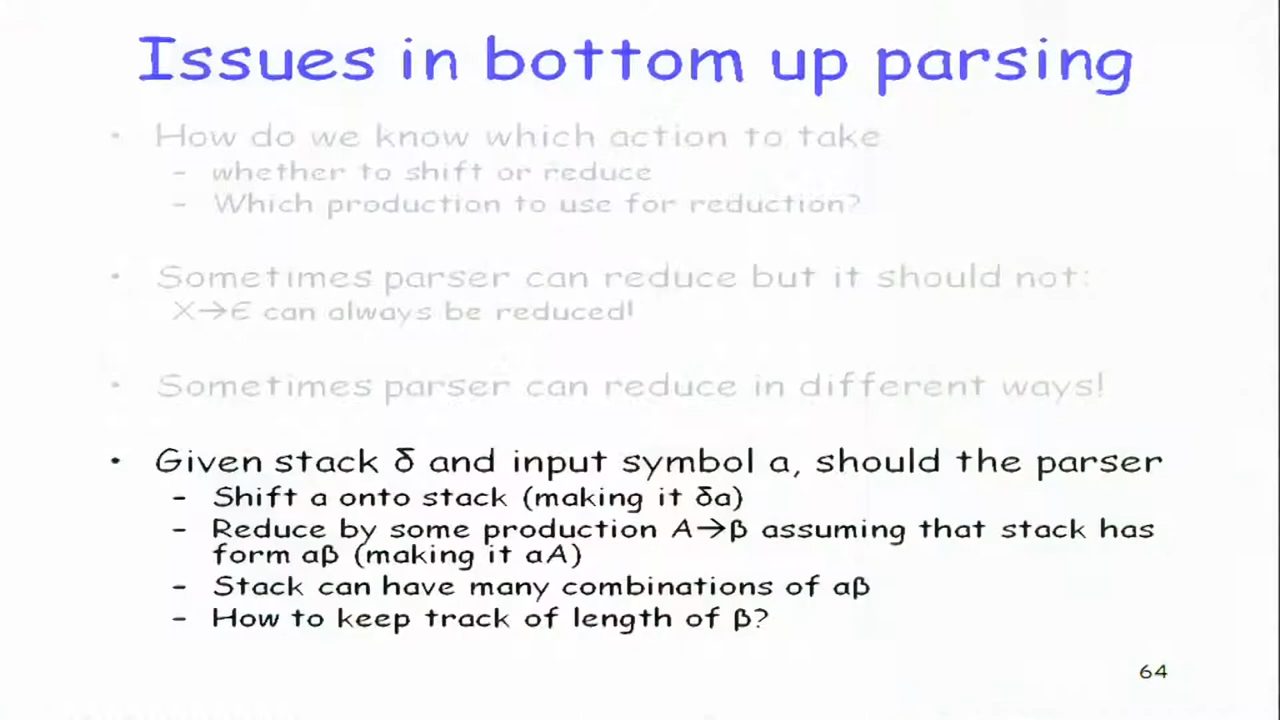 Issues in bottom up parsing
• How do we know which action to take
– whether to shift or reduce
– Which production to use for reduction?
• Sometimes parser can reduce but it should not:
X→Є can always be reduced!
• Sometimes parser can reduce in different ways!
• Given stack δ and input symbol a, should the parser
– Shift a onto stack (making it δa)
– Reduce by some production A→β assuming that stack has
form αβ (making it αA)
– Stack can have many combinations of αβ
– How to keep track of length of β?
64